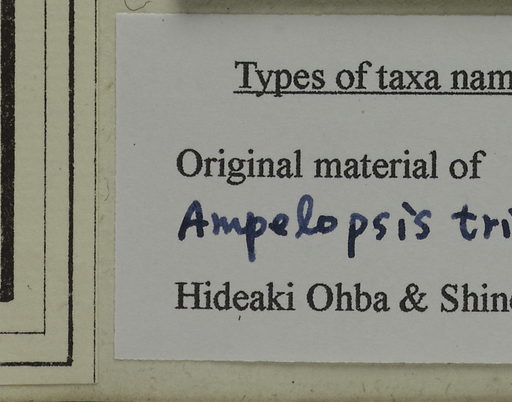 Types of taxa nam
Original material of
Ampelopsis tri
Hideaki Ohba & Shin